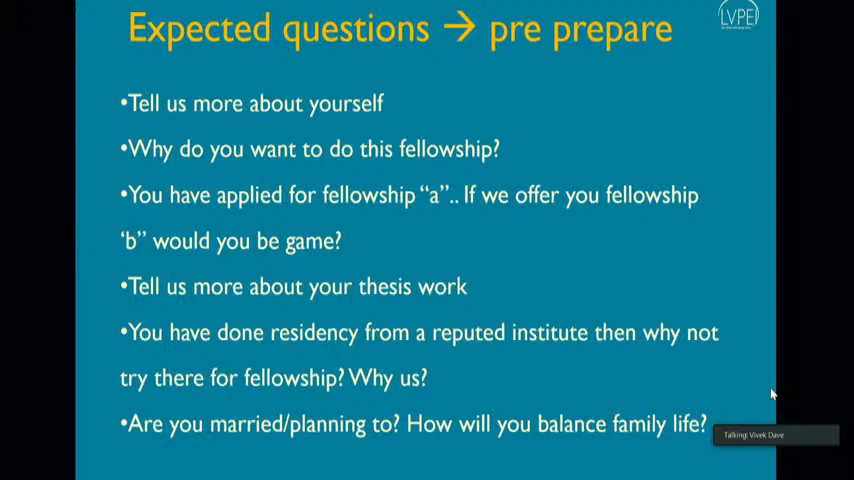 Expected questions → pre prepare
LVPEI
•Tell us more about yourself
•Why do you want to do this fellowship?
•You have applied for fellowship “a”.. If we offer you fellowship
‘b” would you be game?
•Tell us more about your thesis work
•You have done residency from a reputed institute then why not
try there for fellowship? Why us?
•Are you married/planning to? How will you balance family life?
Talking: Vivek Dave